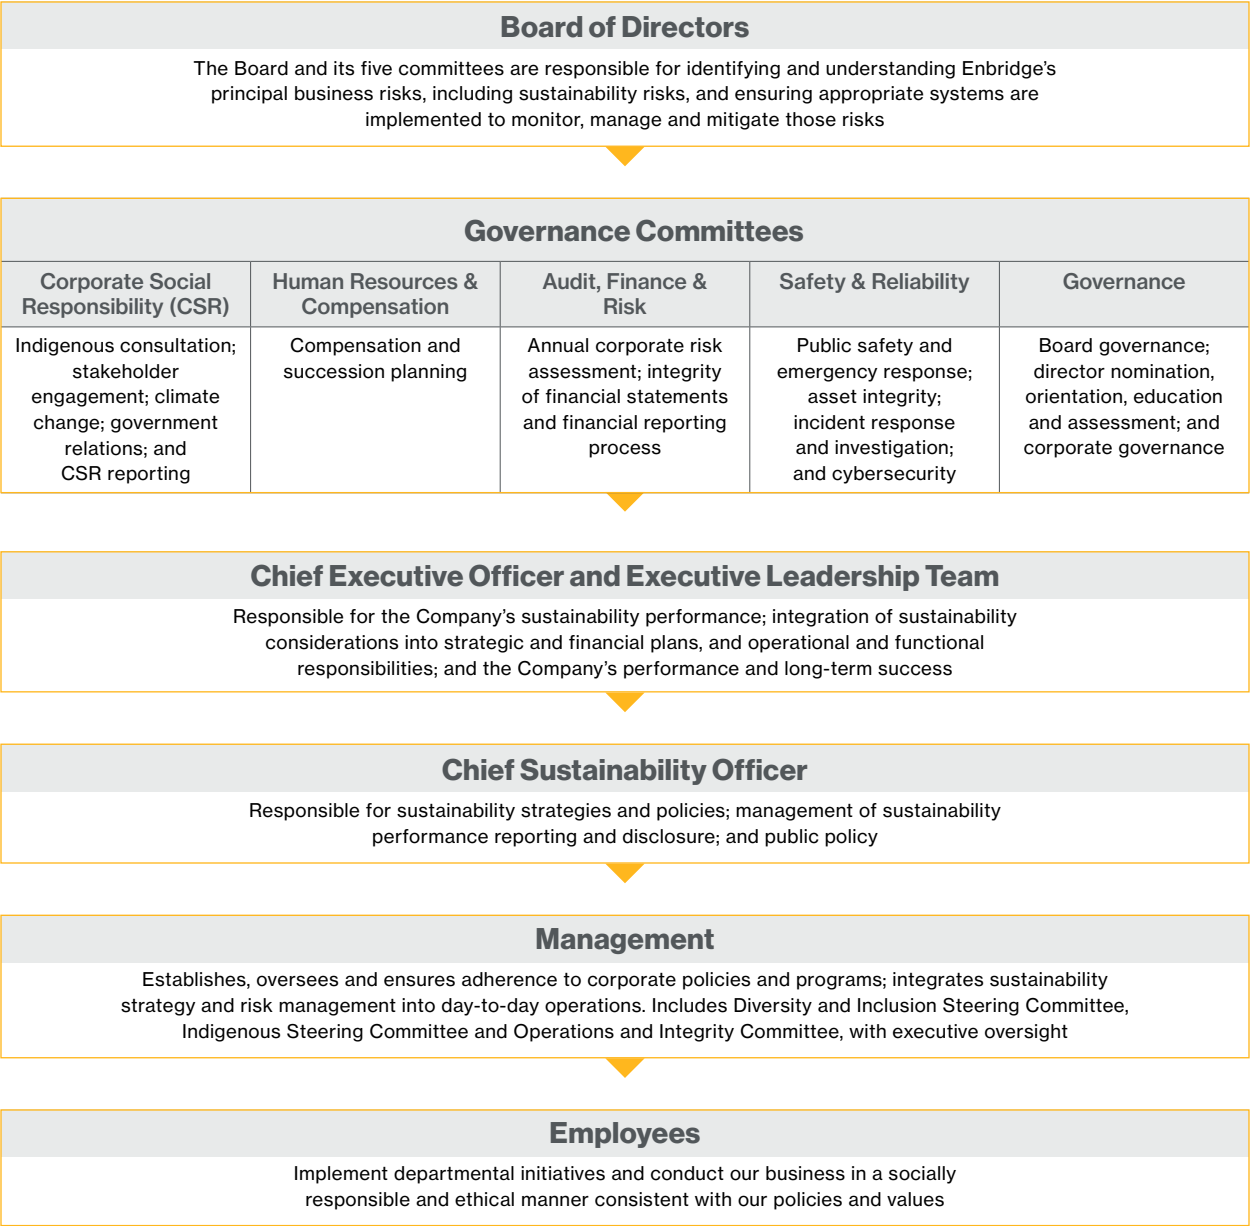 Board of Directors
The Board and its five committees are responsible for identifying and understanding Enbridge’s
principal business risks, including sustainability risks, and ensuring appropriate systems are
implemented to monitor, manage and mitigate those risks
Governance Committees
Corporate Social
Responsibility (CSR)
Indigenous consultation;
stakeholder
engagement; climate
change; government
relations; and
CSR reporting
Human Resources &
Compensation
Compensation and
succession planning
Audit, Finance &
Risk
Annual corporate risk
assessment; integrity
of financial statements
and financial reporting
process
Safety & Reliability
Public safety and
emergency response;
asset integrity;
incident response
and investigation;
and cybersecurity
Governance
Board governance;
director nomination,
orientation, education
and assessment; and
corporate governance
Chief Executive Officer and Executive Leadership Team
Responsible for the Company’s sustainability performance; integration of sustainability
considerations into strategic and financial plans, and operational and functional
responsibilities; and the Company’s performance and long-term success
Chief Sustainability Officer
Responsible for sustainability strategies and policies; management of sustainability
performance reporting and disclosure; and public policy
Management
Establishes, oversees and ensures adherence to corporate policies and programs; integrates sustainability
strategy and risk management into day-to-day operations. Includes Diversity and Inclusion Steering Committee,
Indigenous Steering Committee and Operations and Integrity Committee, with executive oversight
Employees
Implement departmental initiatives and conduct our business in a socially
responsible and ethical manner consistent with our policies and values